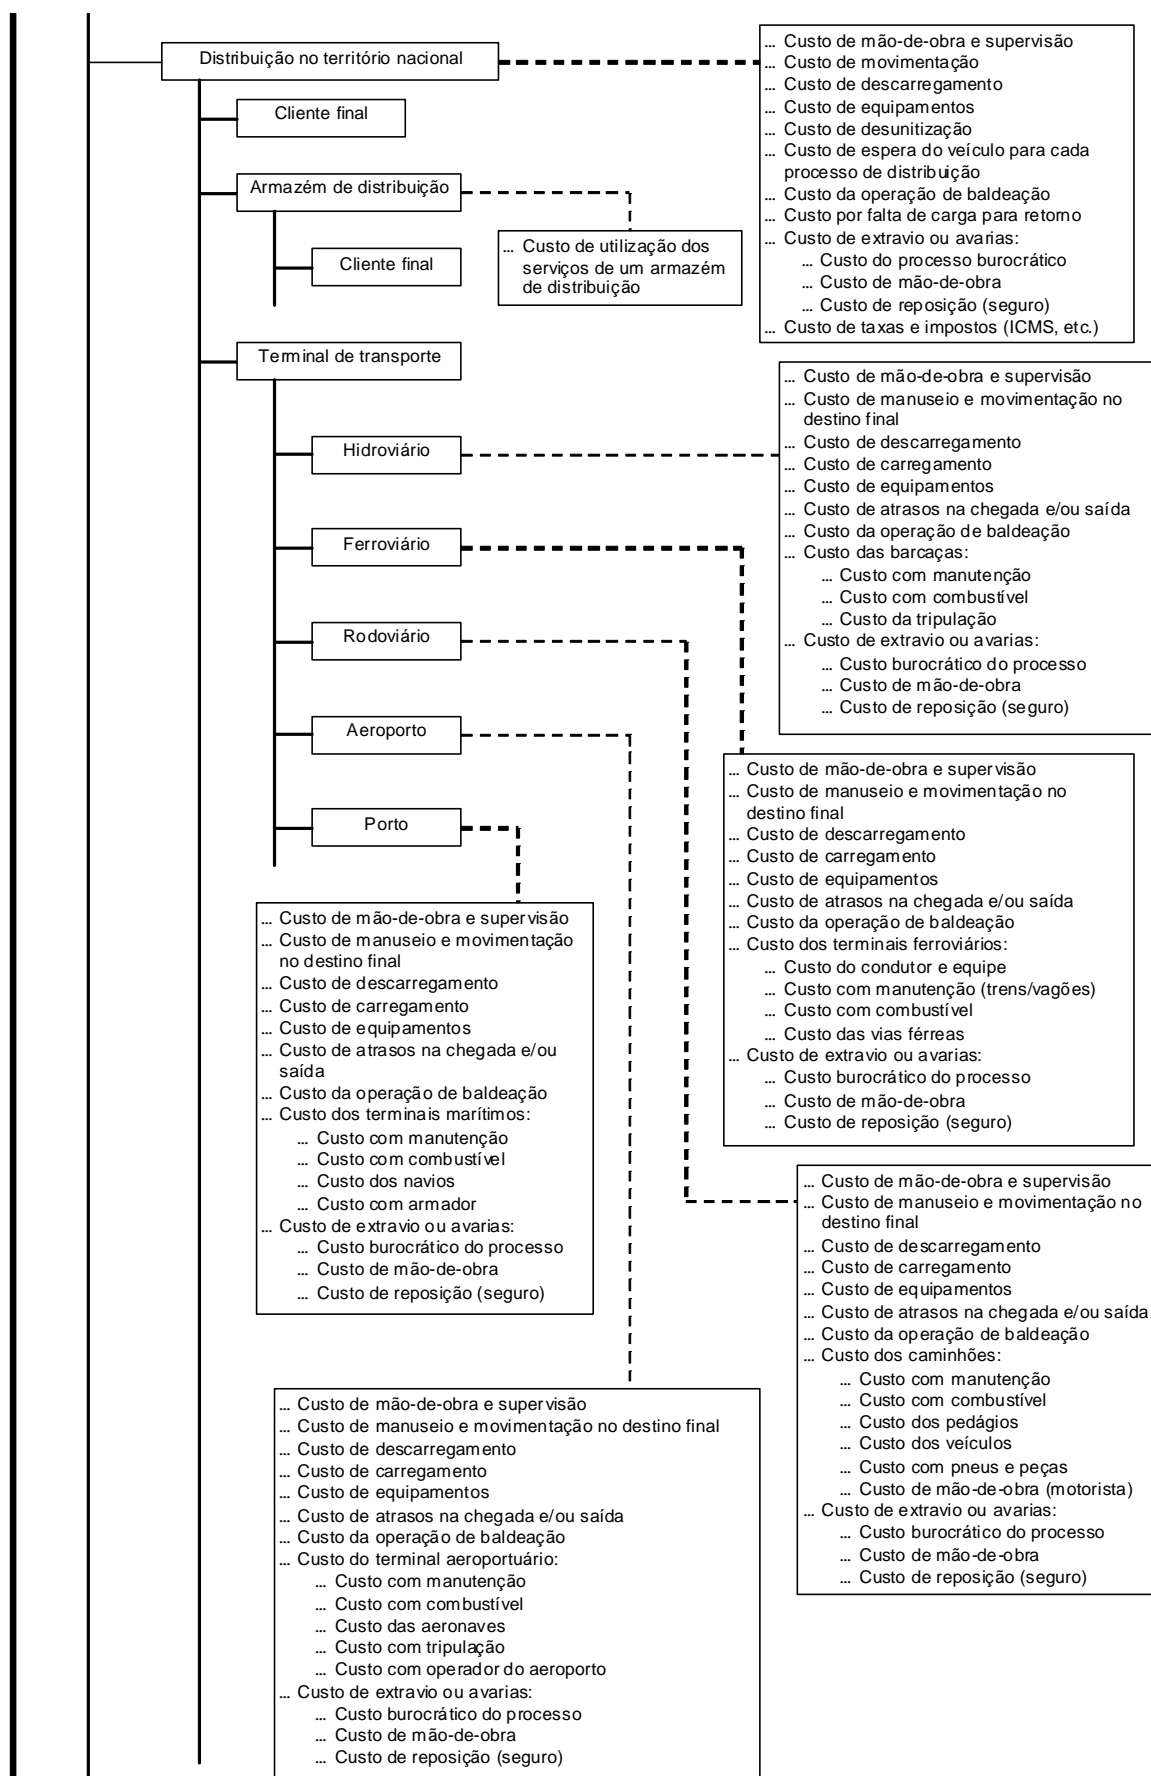 Distribuição no território nacional
Cliente final
Armazém de distribuição
Cliente final
... Custo de utilização dos
serviços de um armazém
de distribuição
... Custo de mão-de-obra e supervisão
... Custo de movimentação
... Custo de descarregamento
... Custo de equipamentos
... Custo de desunitização
... Custo de espera do veículo para cada
processo de distribuição
... Custo da operação de baldeação
... Custo por falta de carga para retorno
... Custo de extravio ou avarias:
... Custo do processo burocrático
... Custo de mão-de-obra
... Custo de reposição (seguro)
... Custo de taxas e impostos (ICMS, etc.)
Terminal de transporte
Hidroviário
Ferroviário
Rodoviário
Aeroporto
Porto
... Custo de mão-de-obra e supervisão
... Custo de manuseio e movimentação no
destino final
... Custo de descarregamento
... Custo de carregamento
... Custo de equipamentos
... Custo de atrasos na chegada e/ou saída
... Custo da operação de baldeação
... Custo das barcaças:
... Custo com manutenção
... Custo com combustível
... Custo da tripulação
... Custo de extravio ou avarias:
... Custo burocrático do processo
... Custo de mão-de-obra
... Custo de reposição (seguro)
... Custo de mão-de-obra e supervisão
... Custo de manuseio e movimentação no
destino final
... Custo de descarregamento
... Custo de carregamento
... Custo de equipamentos
... Custo de atrasos na chegada e/ou saída
... Custo da operação de baldeação
... Custo dos terminais ferroviários:
... Custo do condutor e equipe
... Custo com manutenção (trens/vagões)
... Custo com combustível
... Custo das vias férreas
... Custo de extravio ou avarias:
... Custo burocrático do processo
... Custo de mão-de-obra
... Custo de reposição (seguro)
... Custo de mão-de-obra e supervisão
... Custo de manuseio e movimentação
no destino final
... Custo de descarregamento
... Custo de carregamento
... Custo de equipamentos
... Custo de atrasos na chegada e/ou
saída
... Custo da operação de baldeação
... Custo dos terminais marítimos:
... Custo com manutenção
... Custo com combustível
... Custo dos navios
... Custo com armador
... Custo de extravio ou avarias:
... Custo burocrático do processo
... Custo de mão-de-obra
... Custo de reposição (seguro)
... Custo de mão-de-obra e supervisão
... Custo de manuseio e movimentação no
destino final
... Custo de descarregamento
... Custo de carregamento
... Custo de equipamentos
... Custo de atrasos na chegada e/ou saída
... Custo da operação de baldeação
... Custo dos caminhões:
... Custo com manutenção
... Custo com combustível
... Custo dos pedágios
... Custo dos veículos
... Custo com pneus e peças
... Custo de mão-de-obra (motorista)
... Custo de extravio ou avarias:
... Custo burocrático do processo
... Custo de mão-de-obra
... Custo de reposição (seguro)
... Custo de mão-de-obra e supervisão
... Custo de manuseio e movimentação no destino final
... Custo de descarregamento
... Custo de carregamento
... Custo de equipamentos
... Custo de atrasos na chegada e/ou saída
... Custo da operação de baldeação
... Custo do terminal aeroportuário:
... Custo com manutenção
... Custo com combustível
... Custo das aeronaves
... Custo com tripulação
... Custo com operador do aeroporto
... Custo de extravio ou avarias:
... Custo burocrático do processo
... Custo de mão-de-obra
... Custo de reposição (seguro)